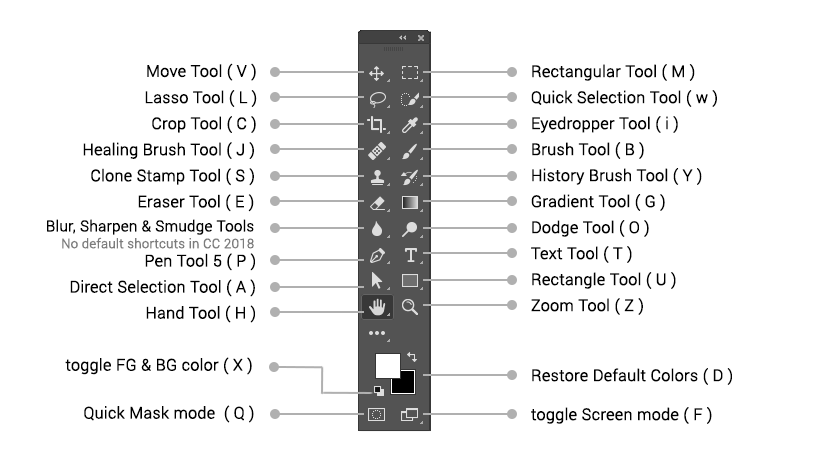 Move Tool ( V )
Rectangular Tool ( M )
Lasso Tool ( L )
Quick Selection Tool ( w )
Crop Tool ( C )
Eyedropper Tool ( i )
Healing Brush Tool ( J )
Brush Tool ( B )
Clone Stamp Tool ( S )
History Brush Tool ( Y )
Eraser Tool ( E )
Gradient Tool ( G )
Blur, Sharpen & Smudge Tools
No default shortcuts in CC 2018
Dodge Tool ( O )
Pen Tool 5 ( P )
Text Tool ( T )
Direct Selection Tool ( A )
Rectangle Tool ( U )
Hand Tool ( H )
Zoom Tool ( Z )
toggle FG & BG color ( X )
Restore Default Colors ( D )
Quick Mask mode ( Q )
toggle Screen mode ( F )